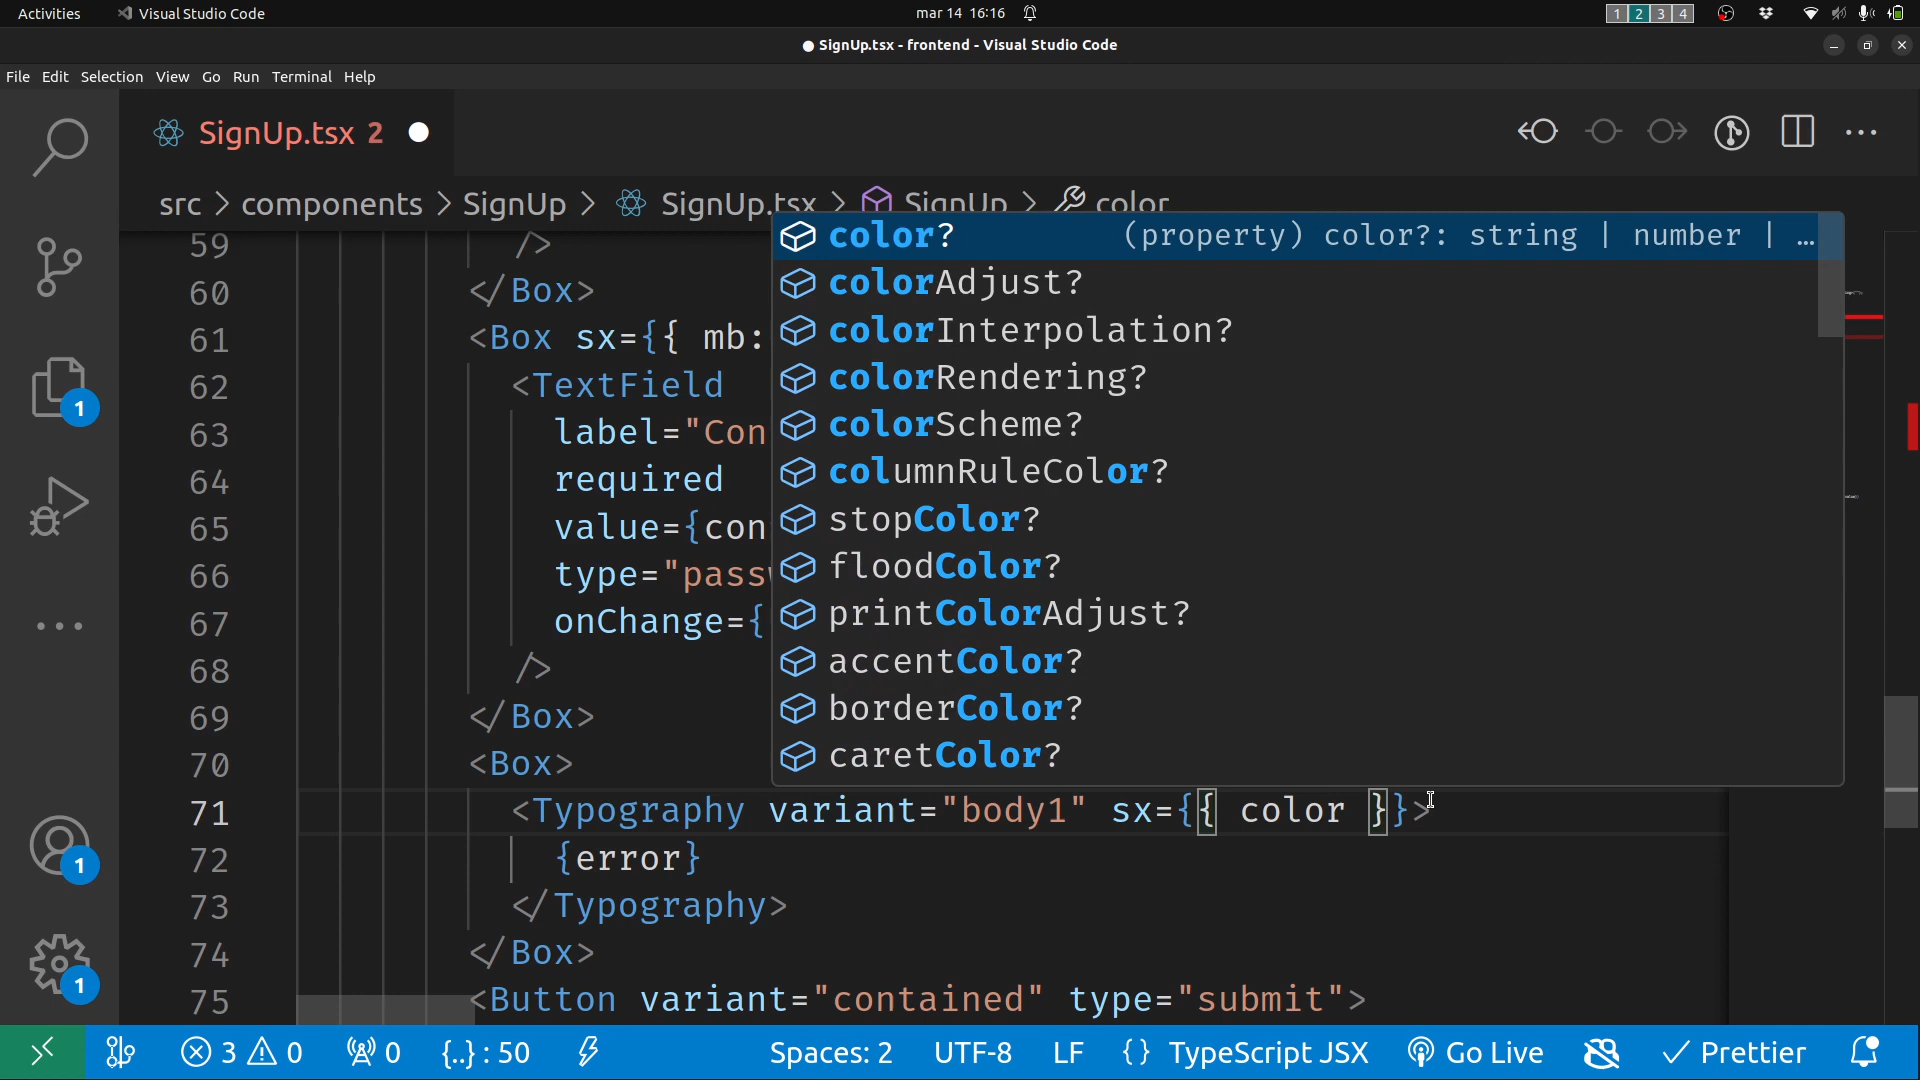 Activities
Visual Studio Code
mar 14 16:16
1 2 3 4
● SignUp.tsx - frontend - Visual Studio Code
File Edit Selection View Go Run Terminal Help
SignUp.tsx 2
src > components > SignUp > SignUp.tsx > SignUp > color
59 />
60 </Box>
61 <Box sx={{ mb:
62 <TextField
63 label="Con
64 required
65 value={con
66 type="passw
67 onChange={
68 />
69 </Box>
70 <Box>
71 <Typography variant="body1" sx={{ color }}>
72 {error}
73 </Typography>
74 </Box>
75 <Button variant="contained" type="submit">
color? (property) color?: string | number | …
colorAdjust?
colorInterpolation?
colorRendering?
colorScheme?
columnRuleColor?
stopColor?
floodColor?
printColorAdjust?
accentColor?
borderColor?
caretColor?
1
1
1
3 0 0 {..} : 50 Spaces: 2 UTF-8 LF {} TypeScript JSX Go Live Prettier